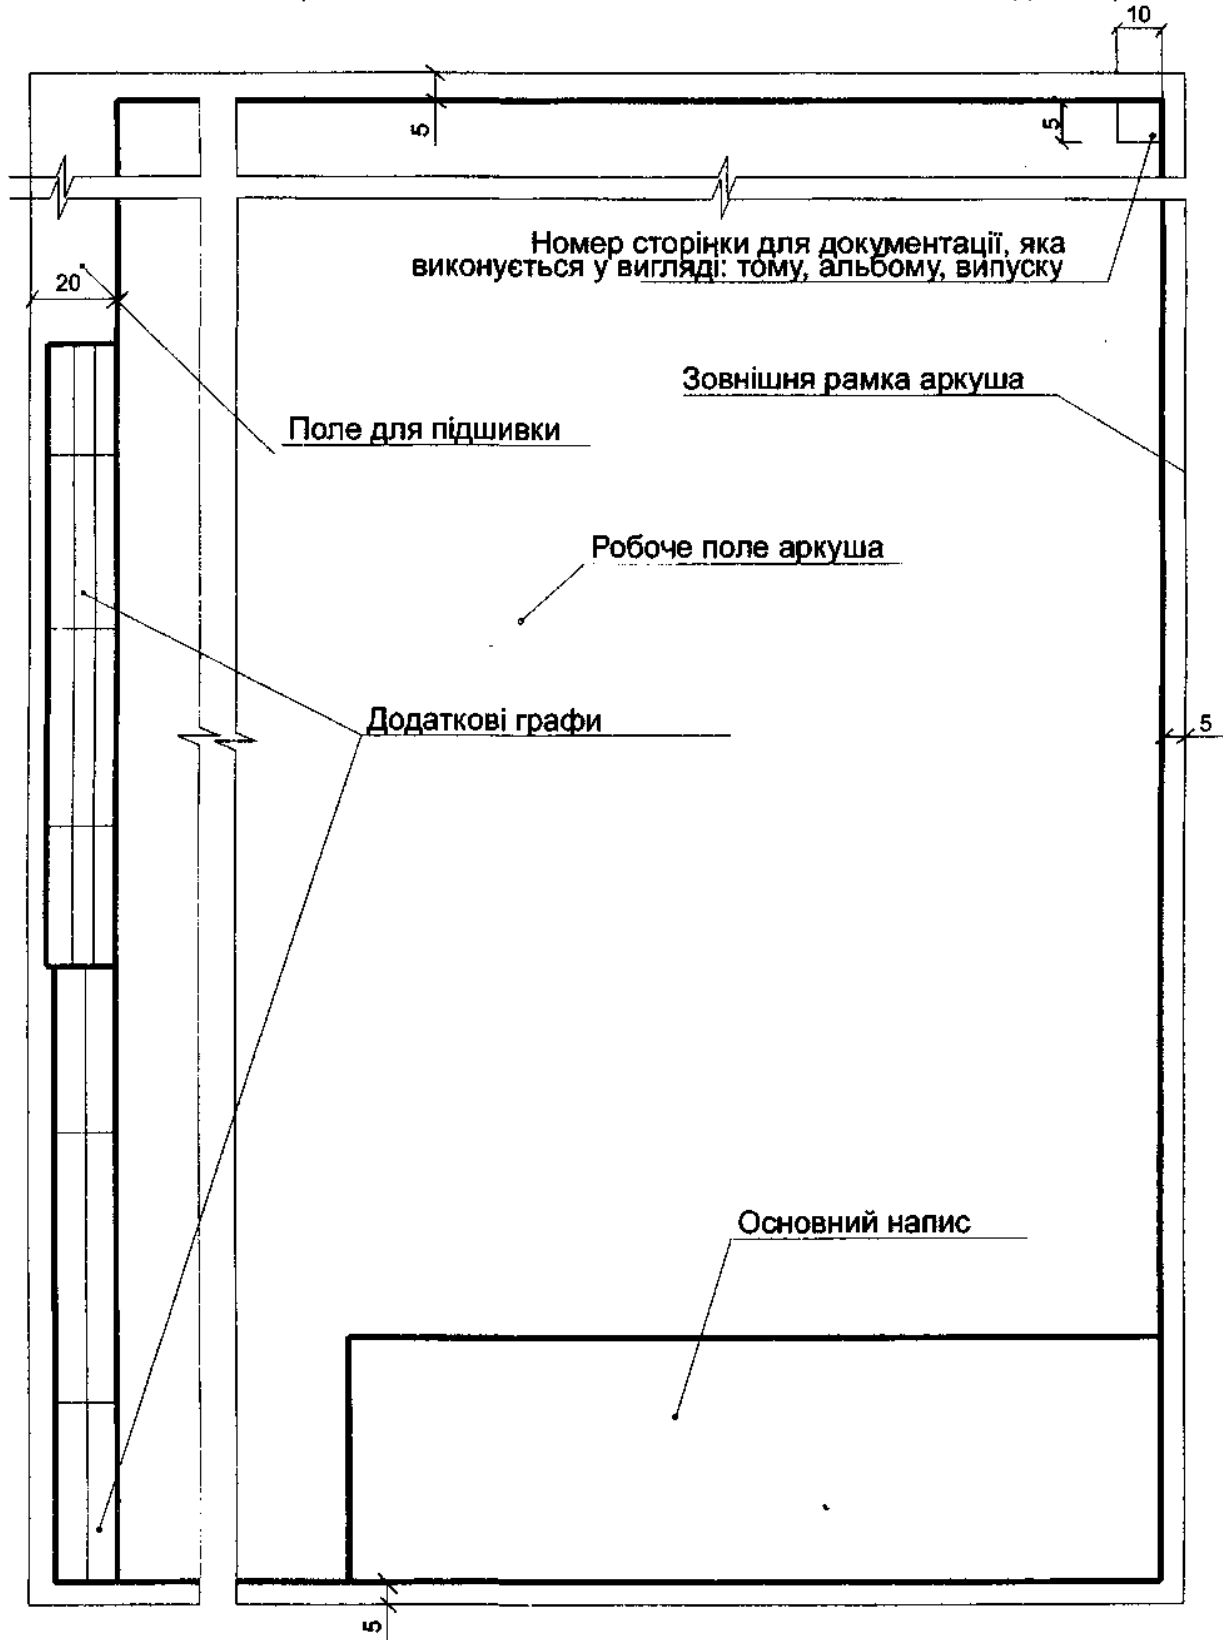 10
5
5
Номер сторінки для документації, яка
виконується у вигляді: тому, альбому, випуску
20
Зовнішня рамка аркуша
Поле для підшивки
Робоче поле аркуша
Додаткові графи
5
Основний напис
5